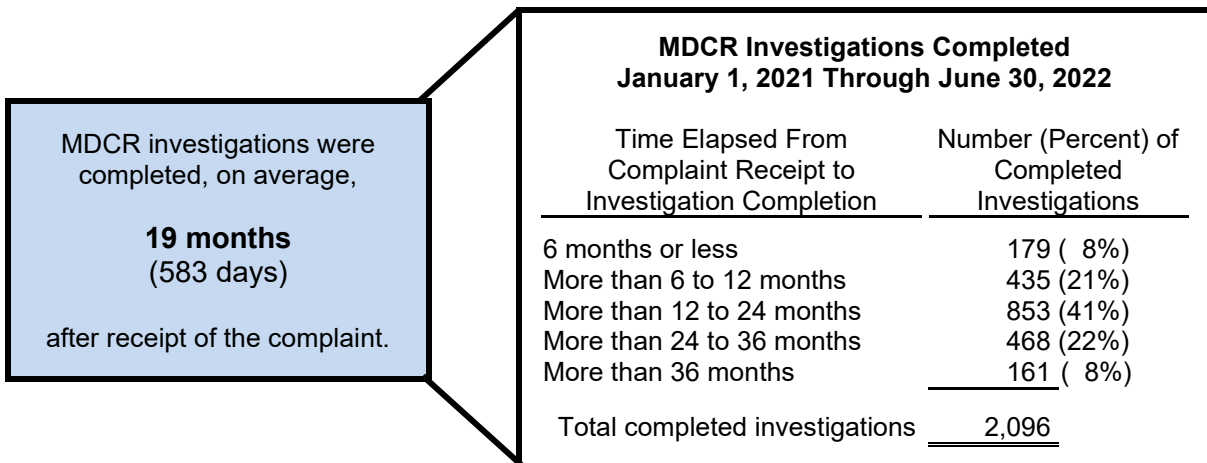 MDCR investigations were
completed, on average,
19 months
(583 days)
after receipt of the complaint.
MDCR Investigations Completed
January 1, 2021 Through June 30, 2022
Time Elapsed From
Complaint Receipt to
Investigation Completion
Number (Percent) of
Completed
Investigations
6 months or less 179 ( 8%)
More than 6 to 12 months 435 (21%)
More than 12 to 24 months 853 (41%)
More than 24 to 36 months 468 (22%)
More than 36 months 161 ( 8%)
Total completed investigations 2,096